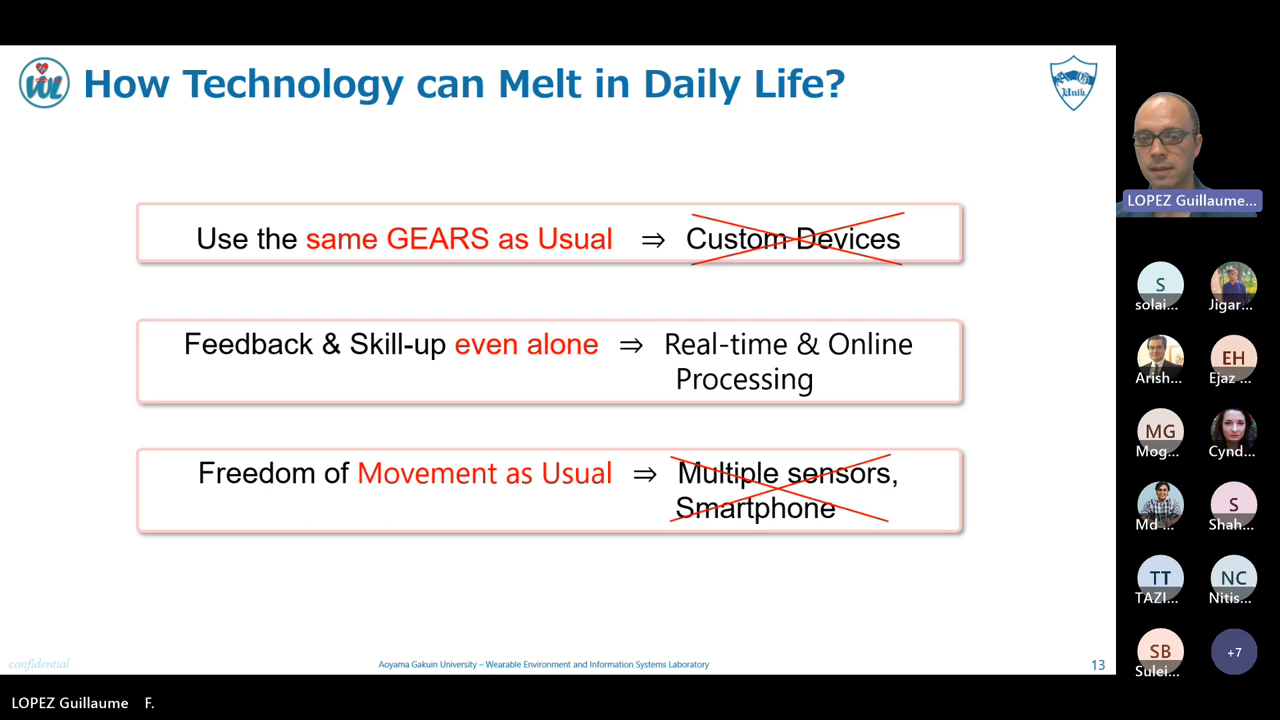 How Technology can Melt in Daily Life?
Use the same GEARS as Usual ⇒ Custom Devices
Feedback & Skill-up even alone ⇒ Real-time & Online
Processing
Freedom of Movement as Usual ⇒ Multiple sensors,
Smartphone
confidential
Aoyama Gakuin University – Wearable Environment and Information Systems Laboratory
13
LOPEZ Guillaume...
S
solai...
Jigar...
Arish...
EH
Ejaz ...
MG
Mog...
Cynd...
Md ...
S
Shah...
TT
TAZI...
NC
Nitis...
SB
Sulei...
+7
LOPEZ Guillaume F.